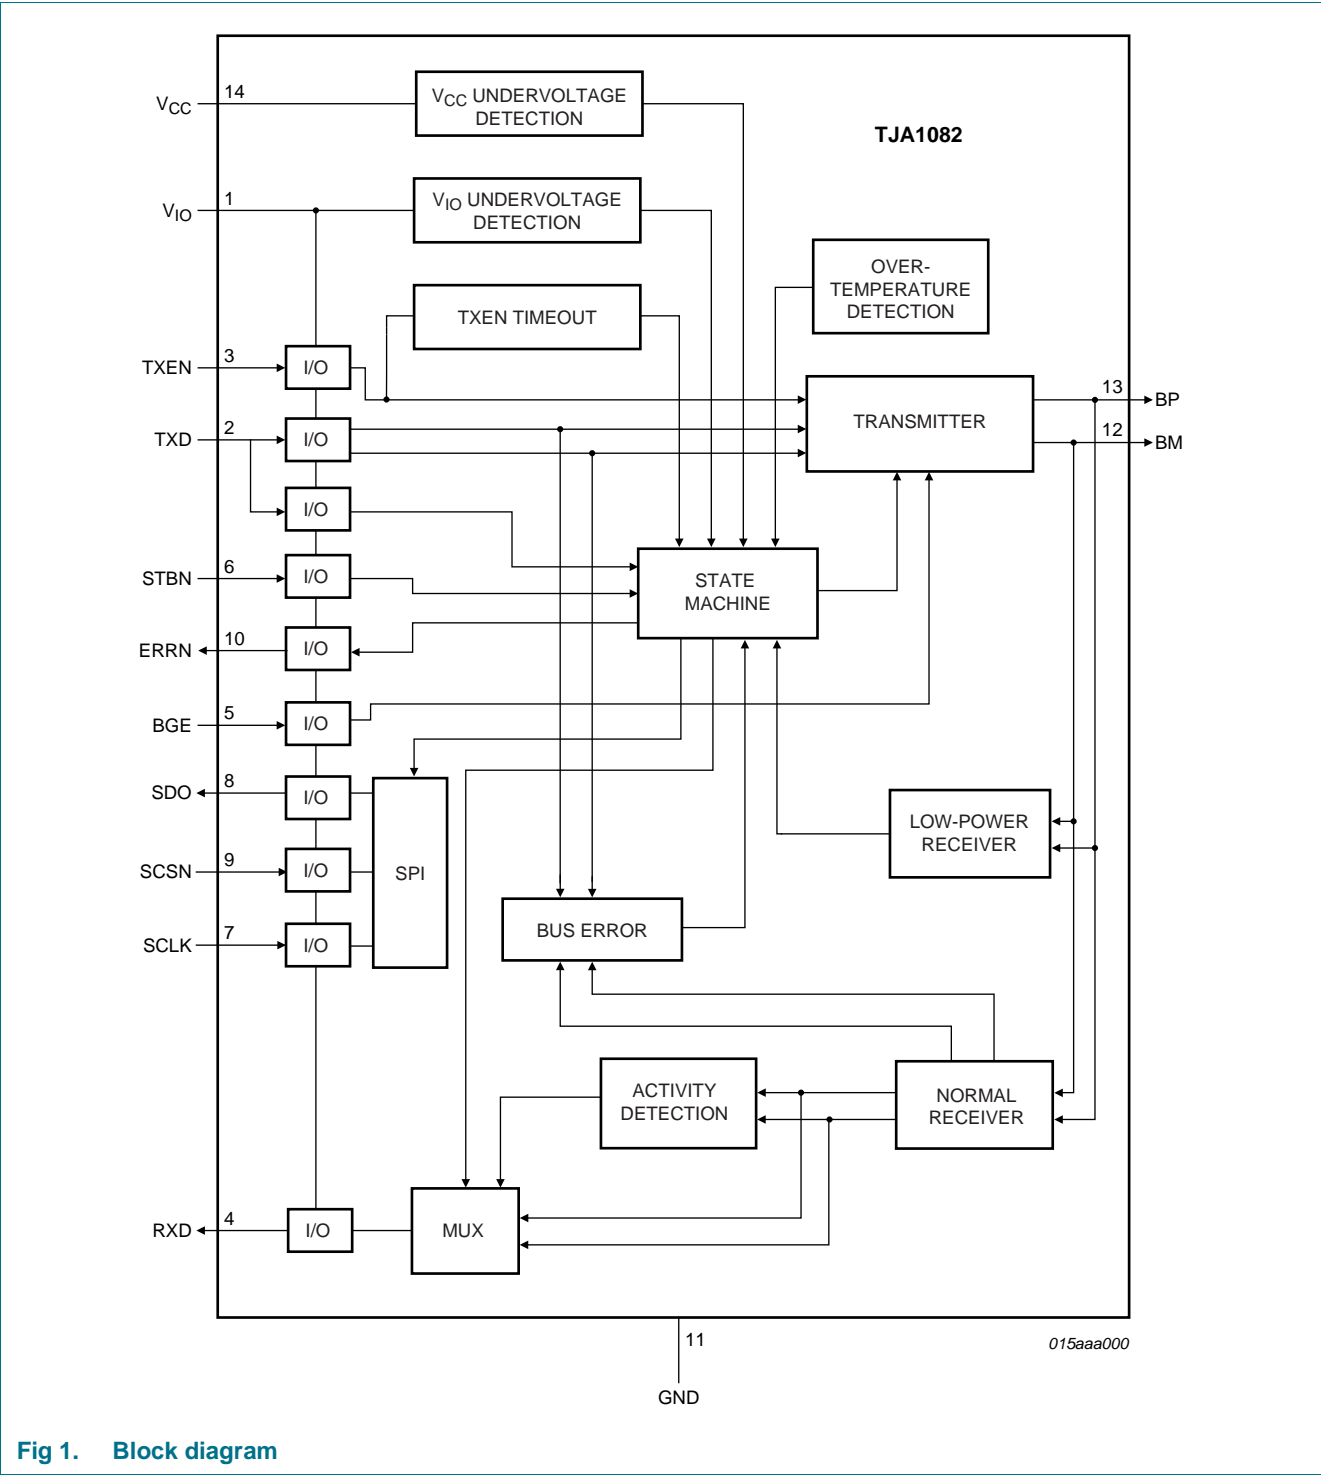 14
VCC
VCC UNDERVOLTAGE
DETECTION
TJA1082
1
VIO
VIO UNDERVOLTAGE
DETECTION
OVER-
TEMPERATURE
DETECTION
TXEN TIMEOUT
3
TXEN
I/O
13
BP
TRANSMITTER
2
TXD
I/O
12
BM
I/O
6
STBN
I/O
STATE
MACHINE
10
ERRN
I/O
5
BGE
I/O
8
SDO
I/O
LOW-POWER
RECEIVER
9
SCSN
I/O
SPI
7
SCLK
I/O
BUS ERROR
ACTIVITY
DETECTION
NORMAL
RECEIVER
4
RXD
I/O
MUX
11
GND
015aaa000
Fig 1. Block diagram